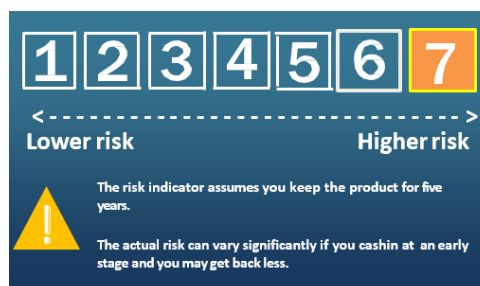 1 2 3 4 5 6 7
< - - - - - - - - - - - - - - - - - - - - - - - - - - - - - - >
Lower risk Higher risk
The risk indicator assumes you keep the product for five
years.
!
The actual risk can vary significantly if you cashin at an early
stage and you may get back less.